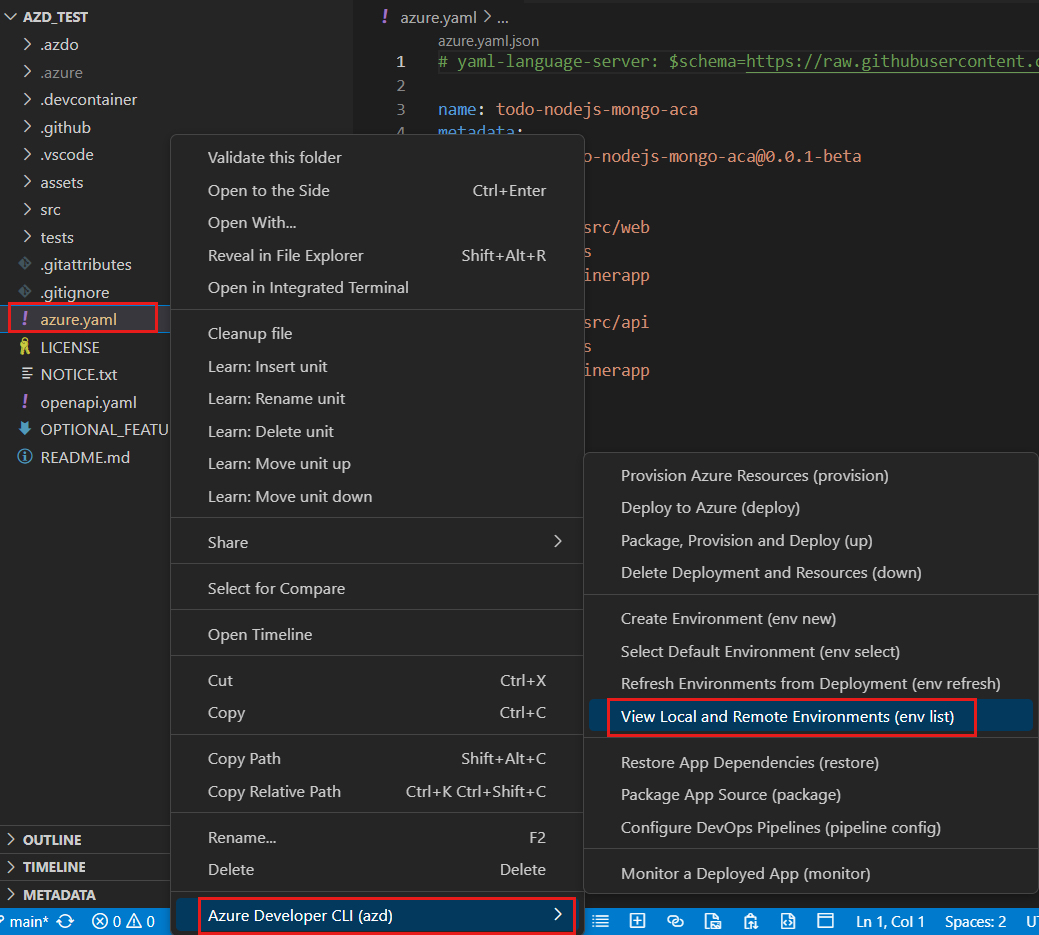 AZD_TEST
.azdo
.azure
.devcontainer
.github
.vscode
assets
src
tests
.gitattributes
.gitignore
! azure.yaml
LICENSE
NOTICE.txt
! openapi.yaml
OPTIONAL_FEATU
README.md
OUTLINE
TIMELINE
METADATA
! azure.yaml > ...
azure.yaml.json
1 # yaml-language-server: $schema=https://raw.githubusercontent.c
2
3 name: todo-nodejs-mongo-aca
4 metadata:
o-nodejs-mongo-aca@0.0.1-beta
src/web
s
inerapp
src/api
s
inerapp
Validate this folder
Open to the Side Ctrl+Enter
Open With...
Reveal in File Explorer Shift+Alt+R
Open in Integrated Terminal
Cleanup file
Learn: Insert unit
Learn: Rename unit
Learn: Delete unit
Learn: Move unit up
Learn: Move unit down
Share
Select for Compare
Open Timeline
Cut Ctrl+X
Copy Ctrl+C
Copy Path Shift+Alt+C
Copy Relative Path Ctrl+K Ctrl+Shift+C
Rename... F2
Delete Delete
Azure Developer CLI (azd)
Provision Azure Resources (provision)
Deploy to Azure (deploy)
Package, Provision and Deploy (up)
Delete Deployment and Resources (down)
Create Environment (env new)
Select Default Environment (env select)
Refresh Environments from Deployment (env refresh)
View Local and Remote Environments (env list)
Restore App Dependencies (restore)
Package App Source (package)
Configure DevOps Pipelines (pipeline config)
Monitor a Deployed App (monitor)
main* 0 0 Ln 1, Col 1 Spaces: 2 UT